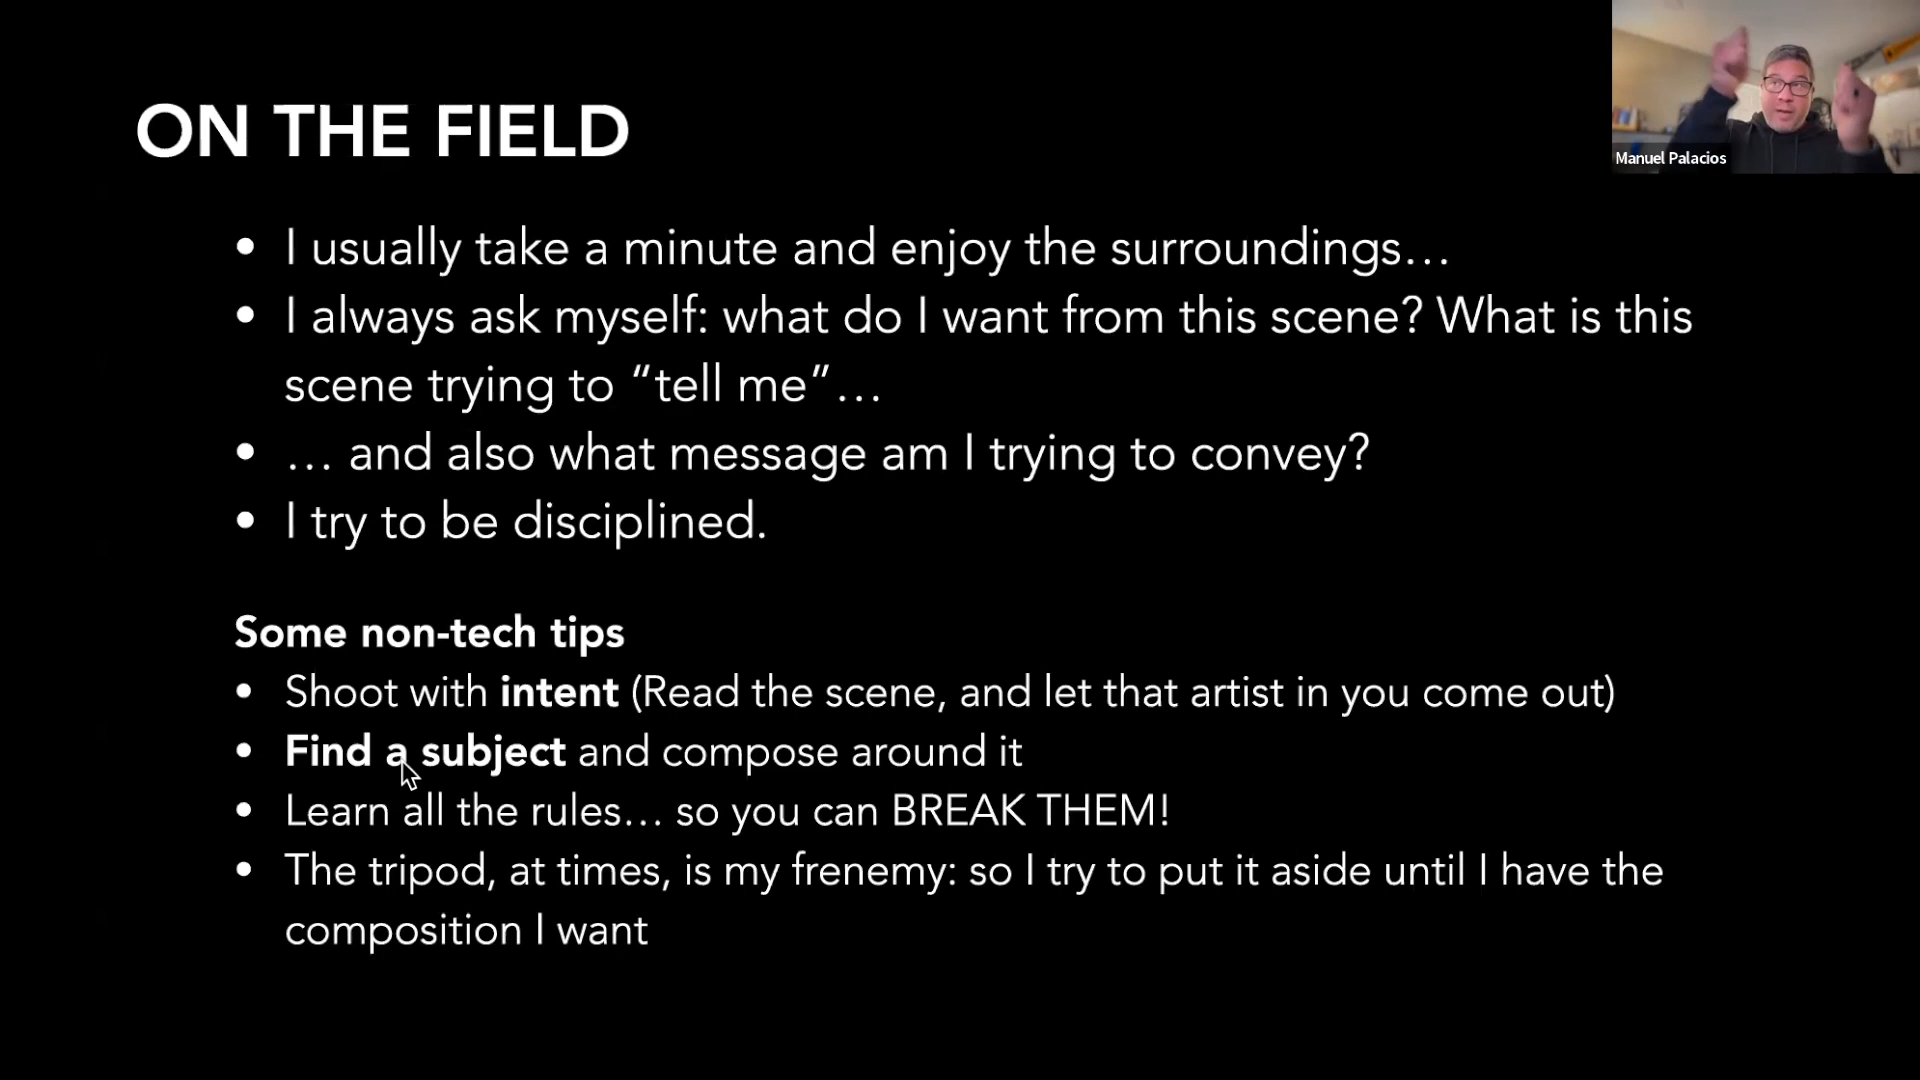 ON THE FIELD
Manuel Palacios
• I usually take a minute and enjoy the surroundings…
• I always ask myself: what do I want from this scene? What is this
scene trying to “tell me”…
• … and also what message am I trying to convey?
• I try to be disciplined.
Some non-tech tips
• Shoot with intent (Read the scene, and let that artist in you come out)
• Find a subject and compose around it
• Learn all the rules… so you can BREAK THEM!
• The tripod, at times, is my frenemy: so I try to put it aside until I have the
composition I want